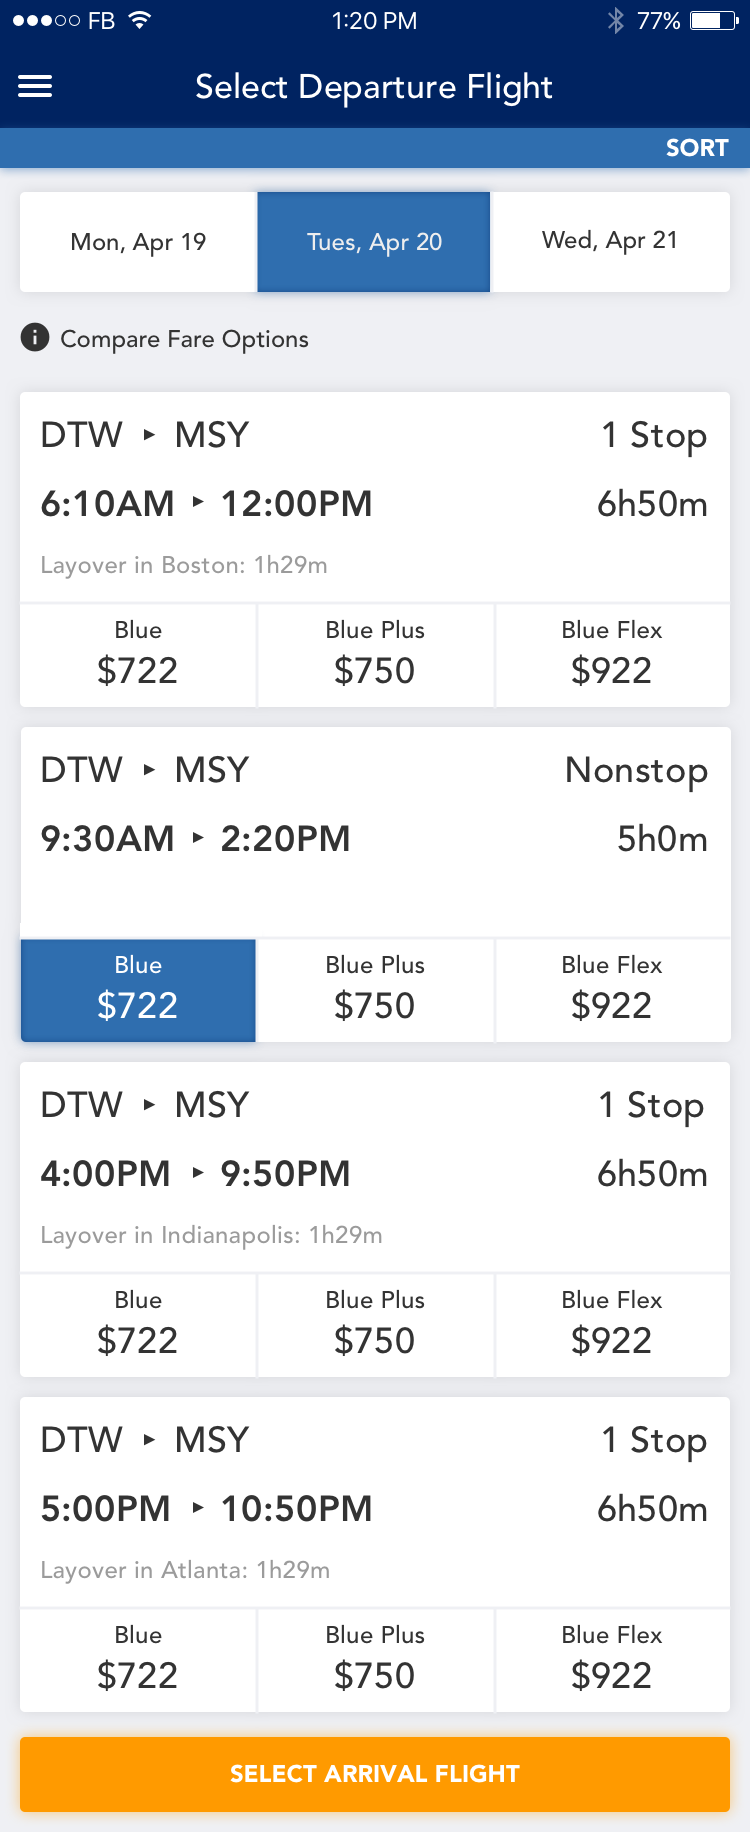 FB 1:20 PM 77%
Select Departure Flight
SORT
Mon, Apr 19 Tues, Apr 20 Wed, Apr 21
i Compare Fare Options
DTW ▸ MSY 1 Stop
6:10AM ▸ 12:00PM 6h50m
Layover in Boston: 1h29m
Blue Blue Plus Blue Flex
$722 $750 $922
DTW ▸ MSY Nonstop
9:30AM ▸ 2:20PM 5h0m
Blue Blue Plus Blue Flex
$722 $750 $922
DTW ▸ MSY 1 Stop
4:00PM ▸ 9:50PM 6h50m
Layover in Indianapolis: 1h29m
Blue Blue Plus Blue Flex
$722 $750 $922
DTW ▸ MSY 1 Stop
5:00PM ▸ 10:50PM 6h50m
Layover in Atlanta: 1h29m
Blue Blue Plus Blue Flex
$722 $750 $922
SELECT ARRIVAL FLIGHT